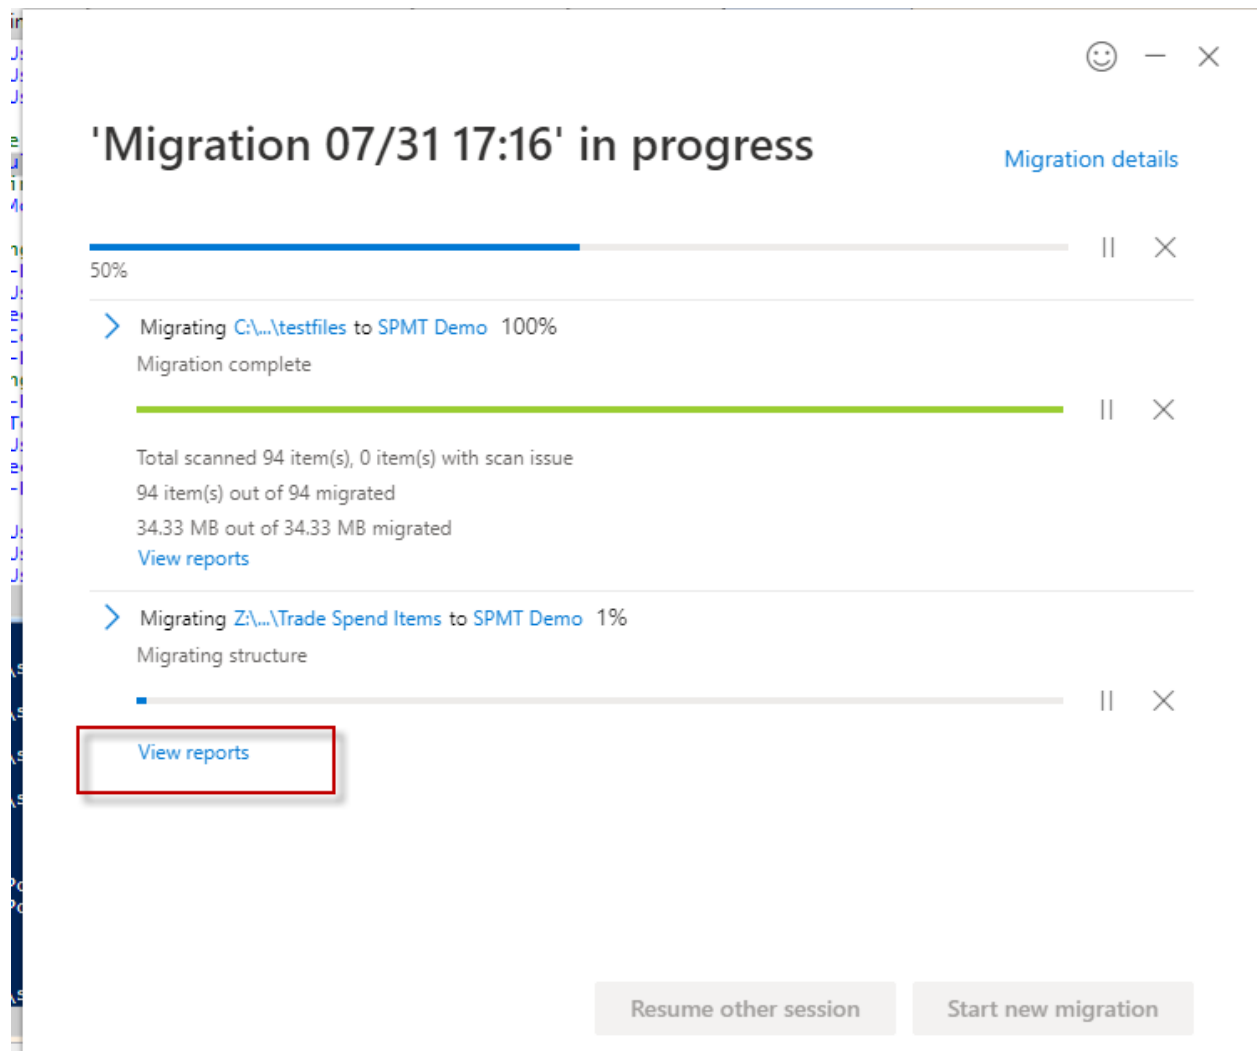 'Migration 07/31 17:16' in progress
Migration details
50%
Migrating C:\...\testfiles to SPMT Demo 100%
Migration complete
Total scanned 94 item(s), 0 item(s) with scan issue
94 item(s) out of 94 migrated
34.33 MB out of 34.33 MB migrated
View reports
Migrating Z:\...\Trade Spend Items to SPMT Demo 1%
Migrating structure
View reports
Resume other session
Start new migration